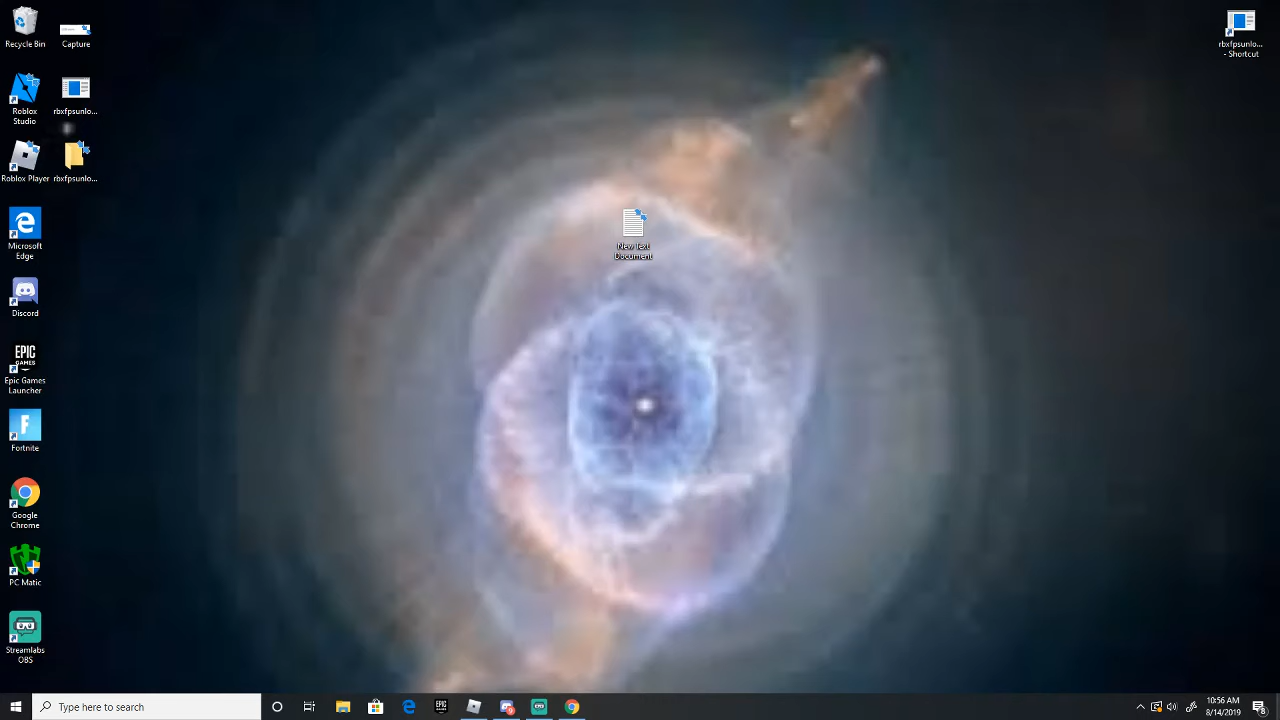 Recycle Bin
Capture
Roblox
Studio
rbxfpsunlo...
Roblox Player
rbxfpsunlo...
Microsoft
Edge
Discord
EPIC
GAMES
Epic Games
Launcher
Fortnite
Google
Chrome
PC Matic
Streamlabs
OBS
New Text
Document
rbxfpsunlo...
- Shortcut
Type here to search
EPIC
10:56 AM
8/14/2019